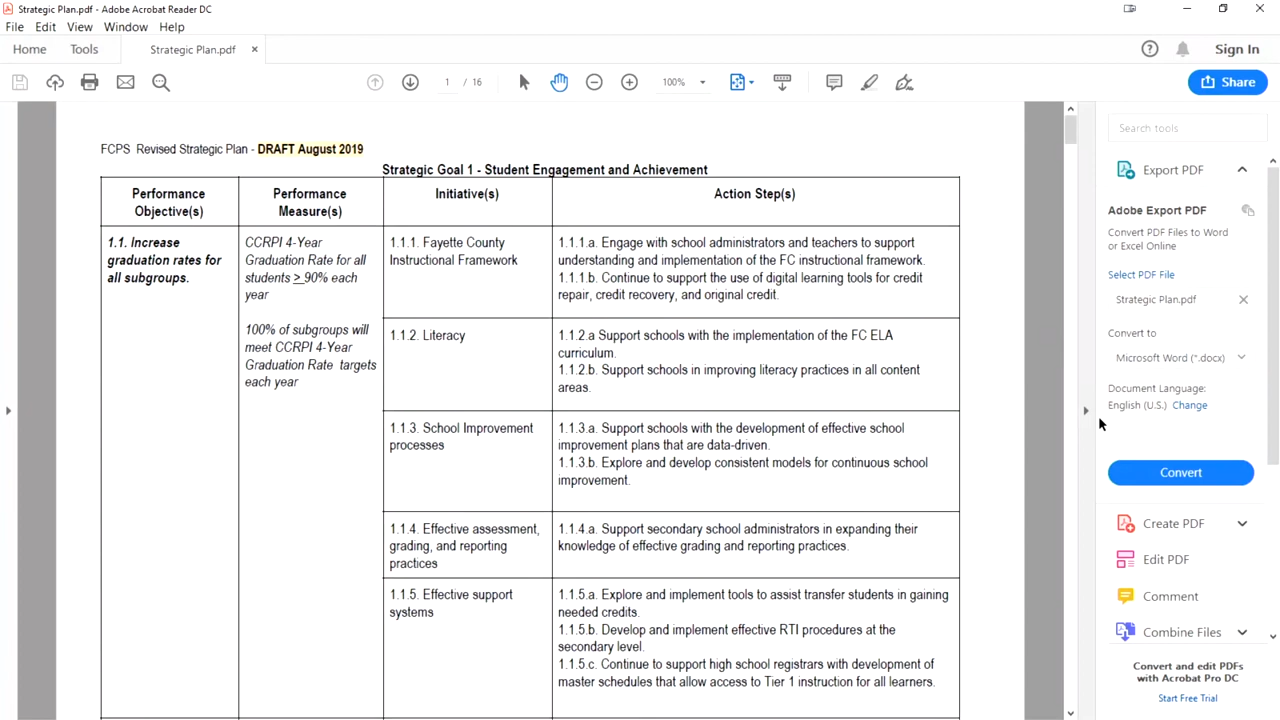 Strategic Plan.pdf - Adobe Acrobat Reader DC
File Edit View Window Help
Home Tools Strategic Plan.pdf × Sign In
1 / 16 100% Share
FCPS Revised Strategic Plan - DRAFT August 2019
Strategic Goal 1 - Student Engagement and Achievement
Performance
Objective(s)
Performance
Measure(s)
Initiative(s)
Action Step(s)
1.1. Increase
graduation rates for
all subgroups.
CCRPI 4-Year
Graduation Rate for all
students > 90% each
year
100% of subgroups will
meet CCRPI 4-Year
Graduation Rate targets
each year
1.1.1. Fayette County
Instructional Framework
1.1.1.a. Engage with school administrators and teachers to support
understanding and implementation of the FC instructional framework.
1.1.1.b. Continue to support the use of digital learning tools for credit
repair, credit recovery, and original credit.
1.1.2. Literacy
1.1.2.a Support schools with the implementation of the FC ELA
curriculum.
1.1.2.b. Support schools in improving literacy practices in all content
areas.
1.1.3. School Improvement
processes
1.1.3.a. Support schools with the development of effective school
improvement plans that are data-driven.
1.1.3.b. Explore and develop consistent models for continuous school
improvement.
1.1.4. Effective assessment,
grading, and reporting
practices
1.1.4.a. Support secondary school administrators in expanding their
knowledge of effective grading and reporting practices.
1.1.5. Effective support
systems
1.1.5.a. Explore and implement tools to assist transfer students in gaining
needed credits.
1.1.5.b. Develop and implement effective RTI procedures at the
secondary level.
1.1.5.c. Continue to support high school registrars with development of
master schedules that allow access to Tier 1 instruction for all learners.
Search tools
Export PDF
Adobe Export PDF
Convert PDF Files to Word
or Excel Online
Select PDF File
Strategic Plan.pdf
Convert to
Microsoft Word (*.docx)
Document Language:
English (U.S.) Change
Convert
Create PDF
Edit PDF
Comment
Combine Files
Convert and edit PDFs
with Acrobat Pro DC
Start Free Trial